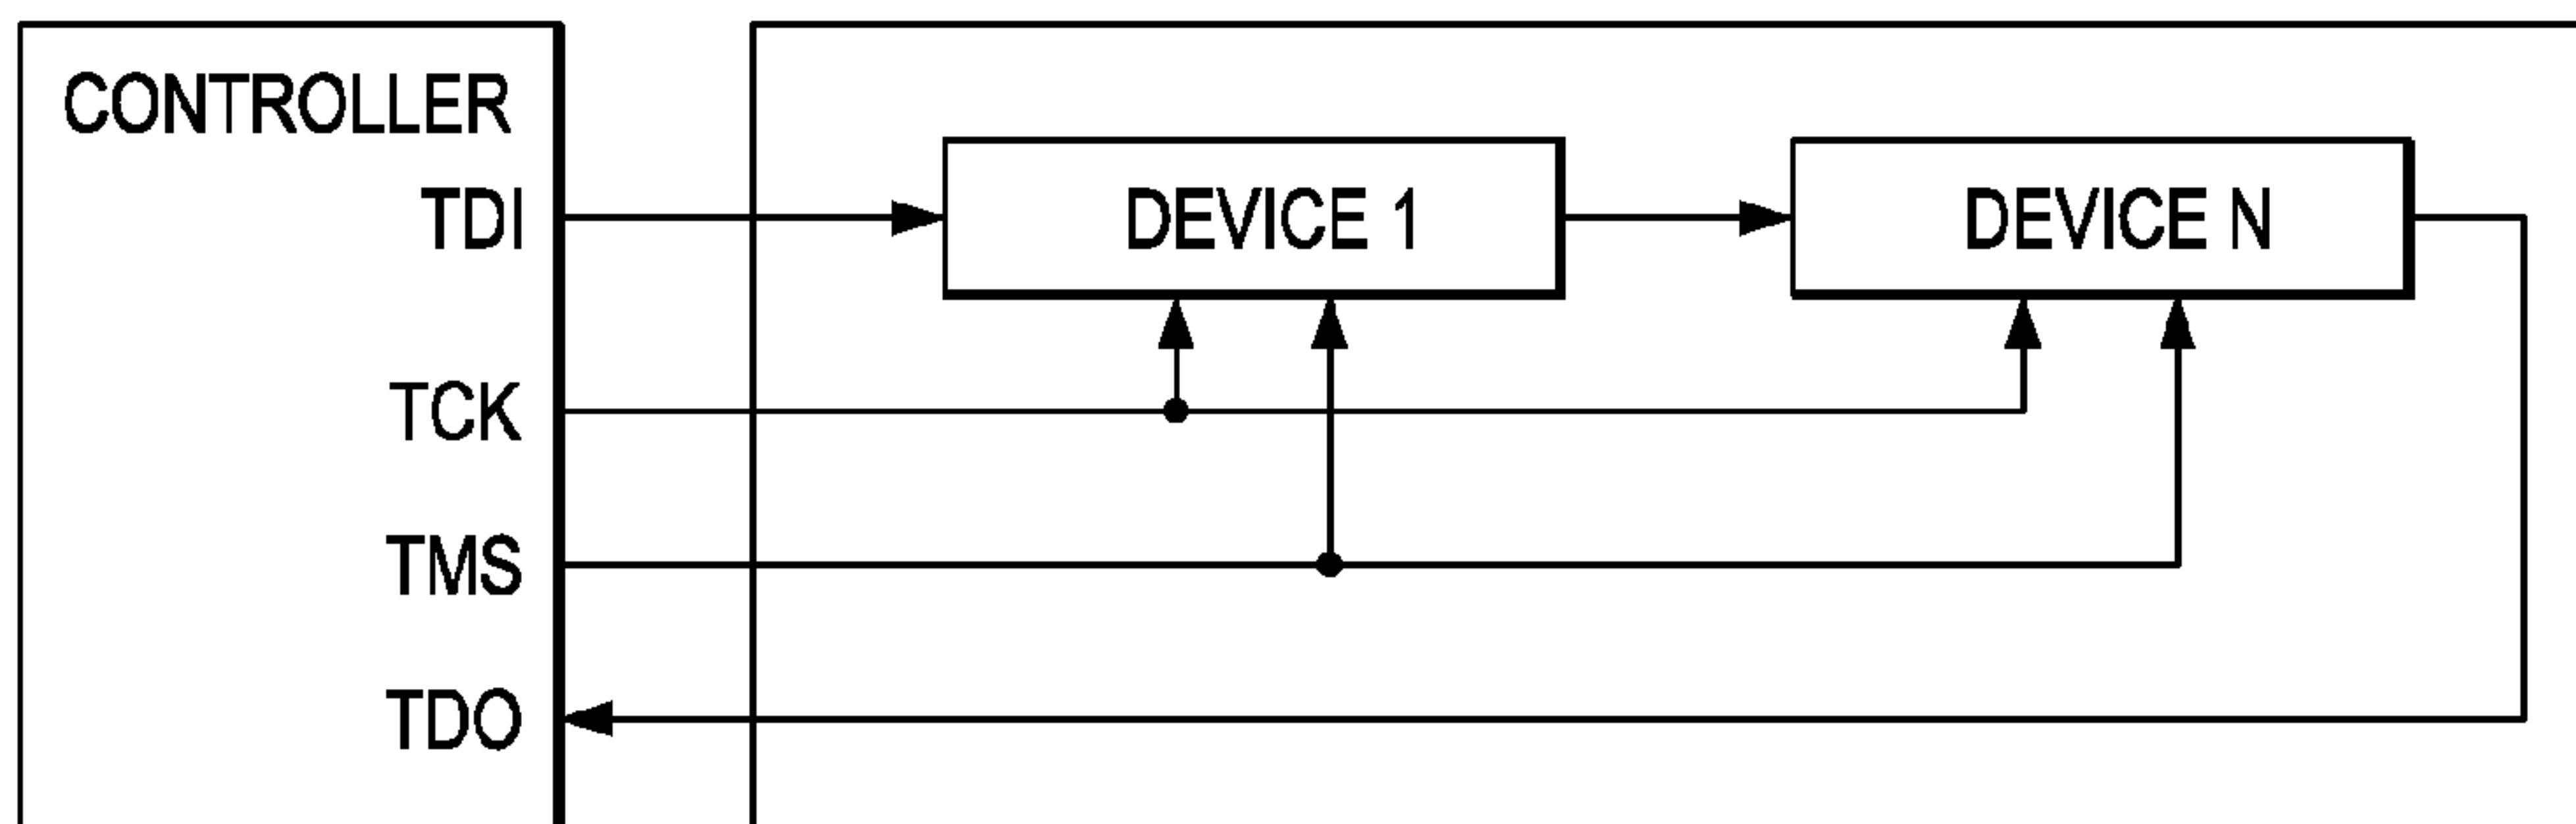 CONTROLLER
TDI
DEVICE 1
DEVICE N
TCK
TMS
TDO